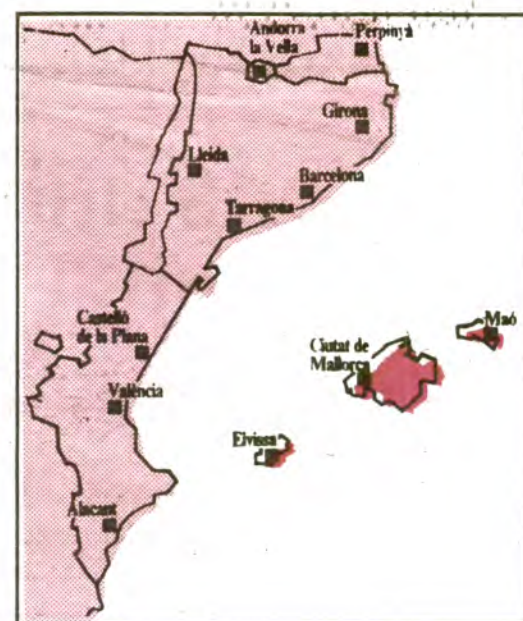 Andorra
la Vella
Perpinyà
Girona
Lleida
Barcelona
Tarragona
Castelló
de la Plana
Maó
Ciutat de
Mallorca
València
Eivissa
Alacant